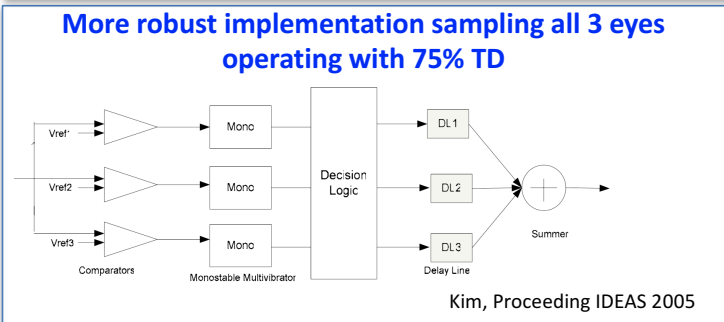 More robust implementation sampling all 3 eyes
operating with 75% TD
Vref1
Mono
DL1
Vref2
Mono
Decision
Logic
DL2
Vref3
Mono
DL3
Summer
Comparators
Monostable Multivibrator
Delay Line
Kim, Proceeding IDEAS 2005